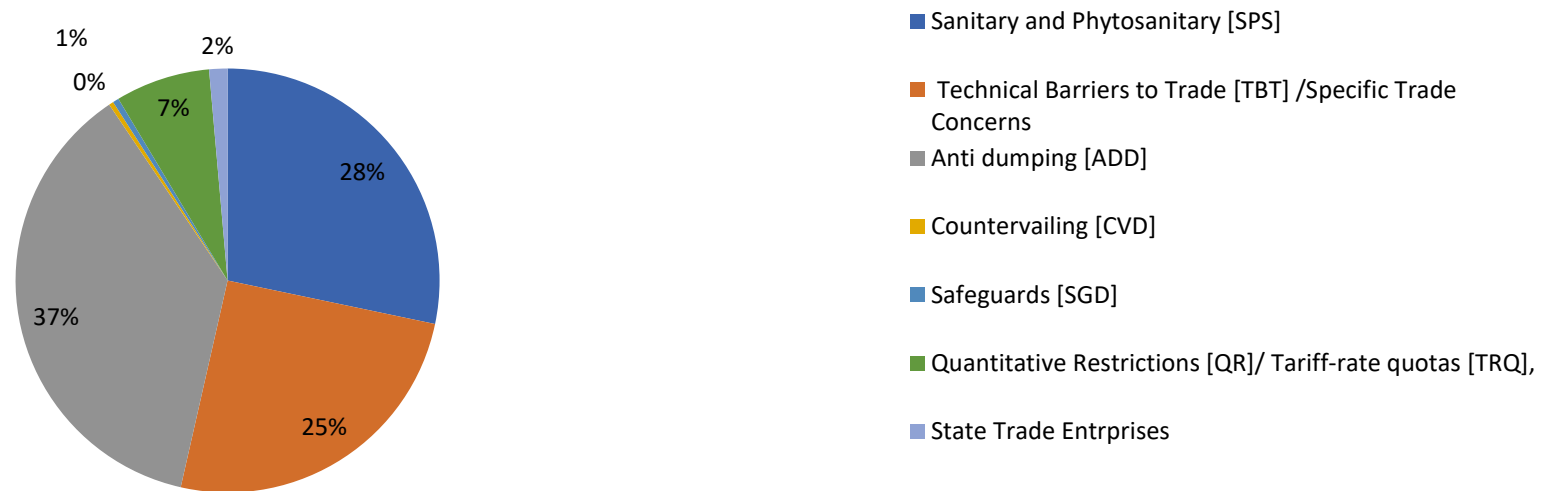 1%
2%
0%
7%
28%
37%
25%
Sanitary and Phytosanitary [SPS]
Technical Barriers to Trade [TBT] /Specific Trade
Concerns
Anti dumping [ADD]
Countervailing [CVD]
Safeguards [SGD]
Quantitative Restrictions [QR]/ Tariff-rate quotas [TRQ],
State Trade Entrprises